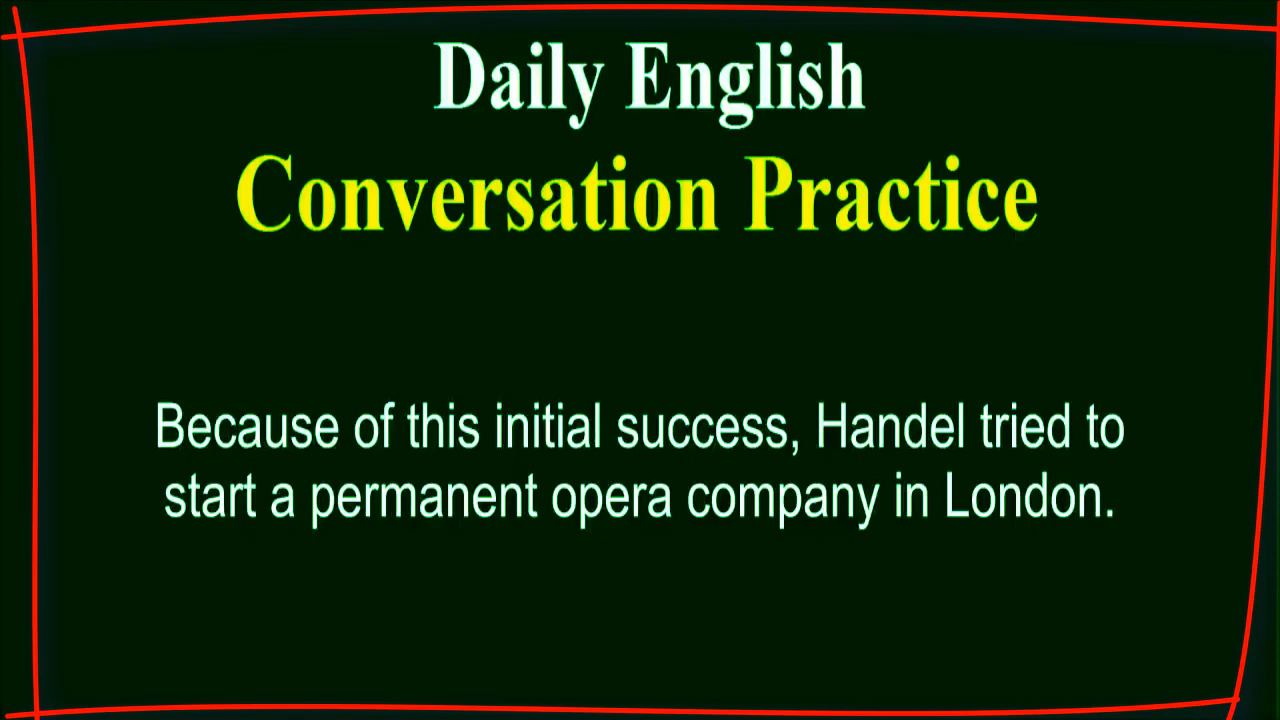 Daily English
Conversation Practice
Because of this initial success, Handel tried to
start a permanent opera company in London.